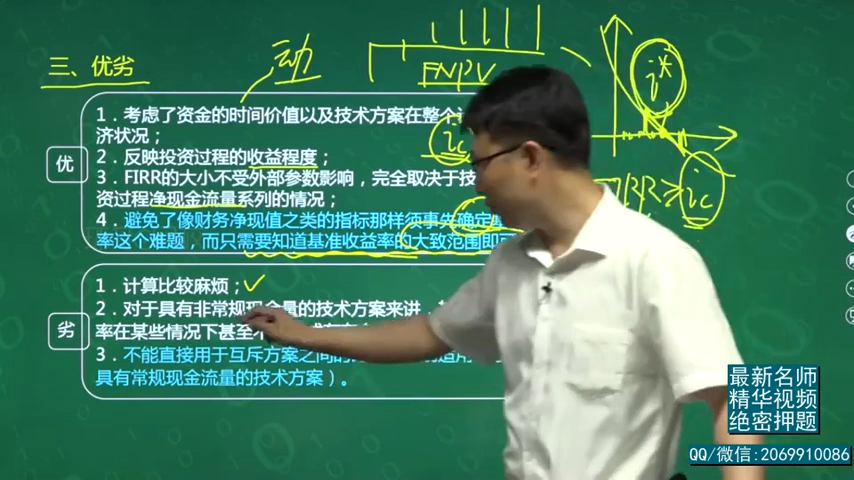 三、优劣
动
FNPV
i*
优
1．考虑了资金的时间价值以及技术方案在整个
济状况；
2．反映投资过程的收益程度；
3．FIRR的大小不受外部参数影响，完全取决于技
资过程净现金流量系列的情况；
4．避免了像财务净现值之类的指标那样须事先确定
率这个难题，而只需要知道基准收益率的大致范围即可
ic
≥ic
劣
1．计算比较麻烦；
2．对于具有非常规现金量的技术方案来讲，
率在某些情况下甚至不
3．不能直接用于互斥方案之间的
具有常规现金流量的技术方案）。
最新名师
精华视频
绝密押题
QQ/微信:2069910086